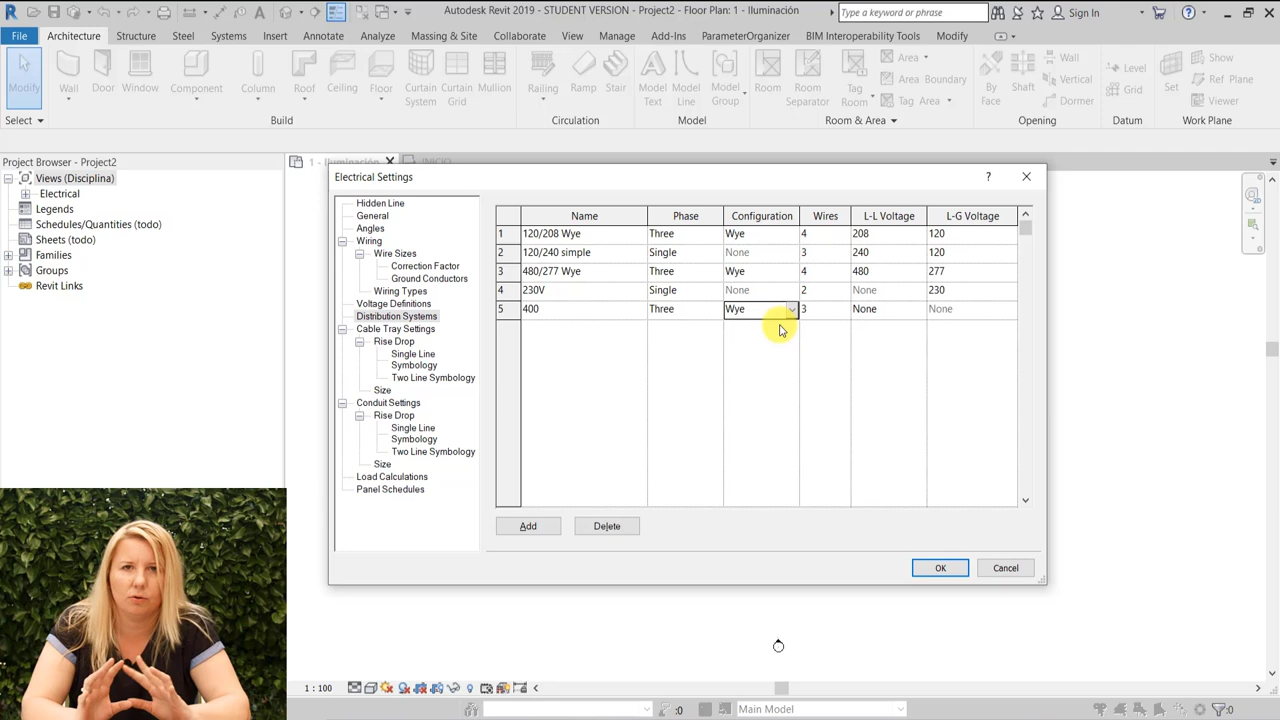 Autodesk Revit 2019 - STUDENT VERSION - Project2 - Floor Plan: 1 - Iluminación
Type a keyword or phrase
Sign In
File Architecture Structure Steel Systems Insert Annotate Analyze Massing & Site Collaborate View Manage Add-Ins ParameterOrganizer BIM Interoperability Tools Modify
Modify
Wall
Door
Window
Component
Column
Roof
Ceiling
Floor
Curtain System
Curtain Grid
Mullion
Railing
Ramp
Stair
Model Text
Model Line
Model Group
Room
Room Separator
Tag Room
Area
Area Boundary
Tag Area
By Face
Shaft
Wall
Vertical
Dormer
Level
Grid
Set
Show
Ref Plane
Viewer
Select
Build
Circulation
Model
Room & Area
Opening
Datum
Work Plane
Project Browser - Project2
Views (Disciplina)
Electrical
Legends
Schedules/Quantities (todo)
Sheets (todo)
Families
Groups
Revit Links
1 - Iluminación
INICIO
Electrical Settings
Hidden Line
General
Angles
Wiring
Wire Sizes
Correction Factor
Ground Conductors
Wiring Types
Voltage Definitions
Distribution Systems
Cable Tray Settings
Rise Drop
Single Line
Symbology
Two Line Symbology
Size
Conduit Settings
Rise Drop
Single Line
Symbology
Two Line Symbology
Size
Load Calculations
Panel Schedules
Name Phase Configuration Wires L-L Voltage L-G Voltage
1 120/208 Wye Three Wye 4 208 120
2 120/240 simple Single None 3 240 120
3 480/277 Wye Three Wye 4 480 277
4 230V Single None 2 None 230
5 400 Three Wye 3 None None
Add
Delete
OK
Cancel
1 : 100
:0
Main Model
:0